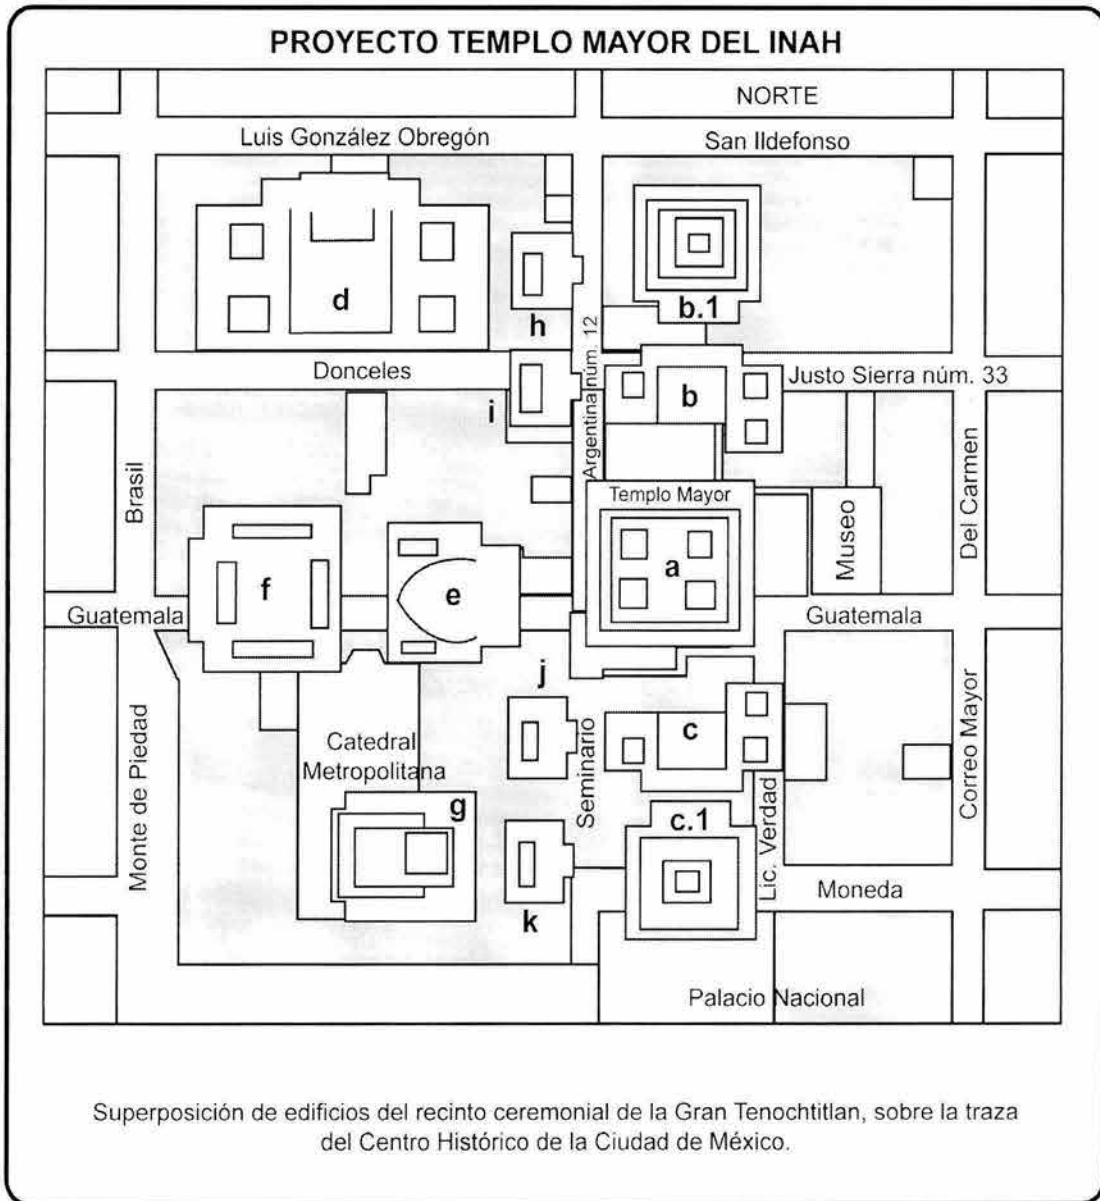 PROYECTO TEMPLO MAYOR DEL INAH
NORTE
Luis González Obregón
San Ildefonso
d
h
b.1
Argentina núm. 12
Donceles
Justo Sierra núm. 33
i
b
Brasil
Templo Mayor
Museo
Del Carmen
f
e
a
Guatemala
Guatemala
j
Monte de Piedad
Catedral
Metropolitana
Seminario
c
Correo Mayor
g
c.1
Lic. Verdad
Moneda
k
Palacio Nacional
Superposición de edificios del recinto ceremonial de la Gran Tenochtitlan, sobre la traza
del Centro Histórico de la Ciudad de México.